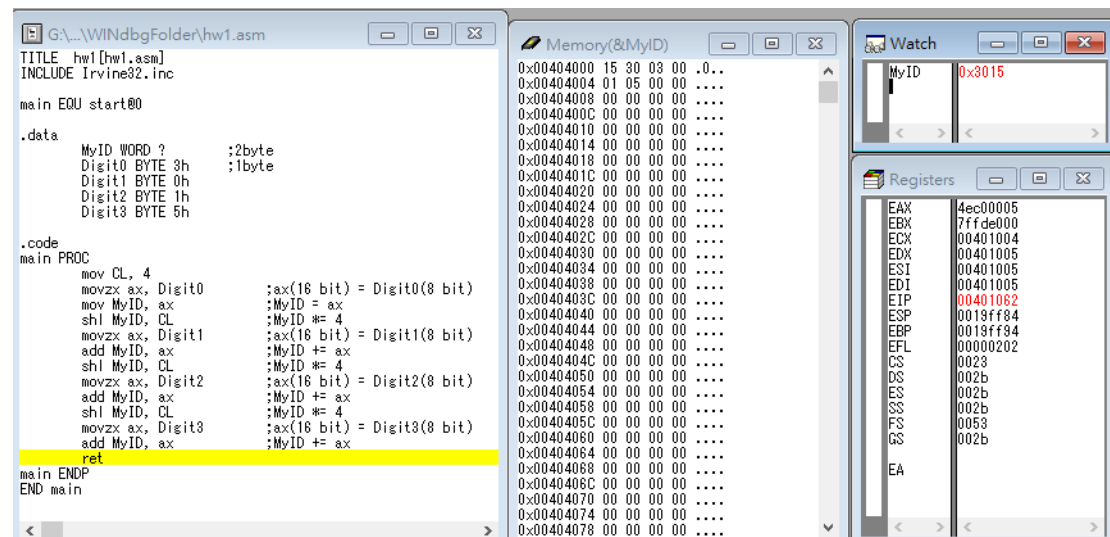 G:\...\WINdbgFolder\hw1.asm
TITLE hw1[hw1.asm]
INCLUDE Irvine32.inc
main EQU start@0
.data
MyID WORD ? ;2byte
Digit0 BYTE 3h ;1byte
Digit1 BYTE 0h
Digit2 BYTE 1h
Digit3 BYTE 5h
.code
main PROC
mov CL, 4
movzx ax, Digit0 ;ax(16 bit) = Digit0(8 bit)
mov MyID, ax ;MyID = ax
shl MyID, CL ;MyID *= 4
movzx ax, Digit1 ;ax(16 bit) = Digit1(8 bit)
add MyID, ax ;MyID += ax
shl MyID, CL ;MyID *= 4
movzx ax, Digit2 ;ax(16 bit) = Digit2(8 bit)
add MyID, ax ;MyID += ax
shl MyID, CL ;MyID *= 4
movzx ax, Digit3 ;ax(16 bit) = Digit3(8 bit)
add MyID, ax ;MyID += ax
ret
main ENDP
END main
Memory(&MyID)
0x00404000 15 30 03 00 .0..
0x00404004 01 05 00 00 ....
0x00404008 00 00 00 00 ....
0x0040400C 00 00 00 00 ....
0x00404010 00 00 00 00 ....
0x00404014 00 00 00 00 ....
0x00404018 00 00 00 00 ....
0x0040401C 00 00 00 00 ....
0x00404020 00 00 00 00 ....
0x00404024 00 00 00 00 ....
0x00404028 00 00 00 00 ....
0x0040402C 00 00 00 00 ....
0x00404030 00 00 00 00 ....
0x00404034 00 00 00 00 ....
0x00404038 00 00 00 00 ....
0x0040403C 00 00 00 00 ....
0x00404040 00 00 00 00 ....
0x00404044 00 00 00 00 ....
0x00404048 00 00 00 00 ....
0x0040404C 00 00 00 00 ....
0x00404050 00 00 00 00 ....
0x00404054 00 00 00 00 ....
0x00404058 00 00 00 00 ....
0x0040405C 00 00 00 00 ....
0x00404060 00 00 00 00 ....
0x00404064 00 00 00 00 ....
0x00404068 00 00 00 00 ....
0x0040406C 00 00 00 00 ....
0x00404070 00 00 00 00 ....
0x00404074 00 00 00 00 ....
0x00404078 00 00 00 00 ....
Watch
MyID 0x3015
Registers
EAX 4ec00005
EBX 7ffde000
ECX 00401004
EDX 00401005
ESI 00401005
EDI 00401005
EIP 00401062
ESP 0019ff84
EBP 0019ff94
EFL 00000202
CS 0023
DS 002b
ES 002b
SS 002b
FS 0053
GS 002b
EA